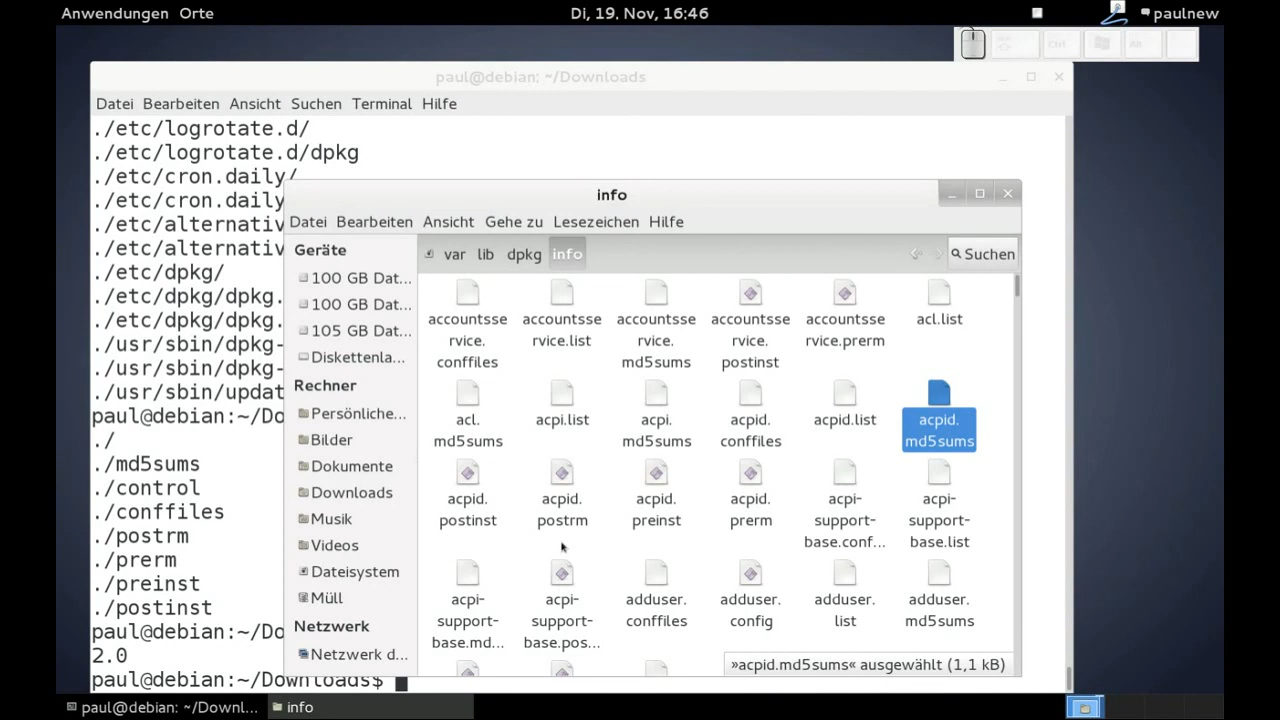 Anwendungen Orte
Di, 19. Nov, 16:46
paulnew
Ctrl
Alt
paul@debian: ~/Downloads
Datei Bearbeiten Ansicht Suchen Terminal Hilfe
./etc/logrotate.d/
./etc/logrotate.d/dpkg
./etc/cron.daily/
./etc/cron.daily
./etc/alternativ
./etc/alternativ
./etc/dpkg/
./etc/dpkg/dpkg.
./etc/dpkg/dpkg.
./usr/sbin/dpkg-
./usr/sbin/dpkg-
./usr/sbin/updat
paul@debian:~/Do
./
./md5sums
./control
./conffiles
./postrm
./prerm
./preinst
./postinst
paul@debian:~/Do
2.0
paul@debian:~/Downloads$
info
Datei Bearbeiten Ansicht Gehe zu Lesezeichen Hilfe
var lib dpkg info
Suchen
Geräte
100 GB Dat...
100 GB Dat...
105 GB Dat...
Diskettenla...
Rechner
Persönliche...
Bilder
Dokumente
Downloads
Musik
Videos
Dateisystem
Müll
Netzwerk
Netzwerk d...
accountsse accountsse accountsse accountsse accountsse acl.list
rvice. rvice.list rvice. rvice. rvice.prerm
conffiles md5sums postinst
acl. acpi.list acpi. acpid. acpid.list acpid.
md5sums md5sums conffiles md5sums
acpid. acpid. acpid. acpid. acpi- acpi-
postinst postrm preinst prerm support- support-
base.conf... base.list
acpi- acpi- adduser. adduser. adduser. adduser.
support- support- conffiles config list md5sums
base.md... base.pos...
»acpid.md5sums« ausgewählt (1,1 kB)
paul@debian: ~/Downl...
info